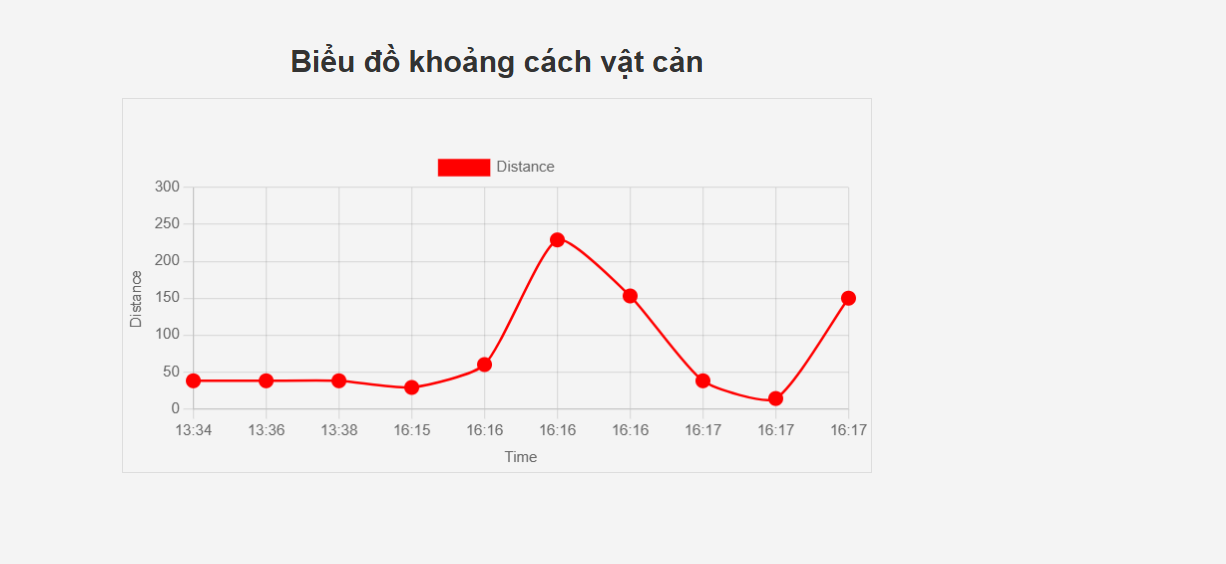 Biểu đồ khoảng cách vật cản
Distance
300
250
200
150
100
50
0
Distance
13:34 13:36 13:38 16:15 16:16 16:16 16:16 16:17 16:17 16:17
Time